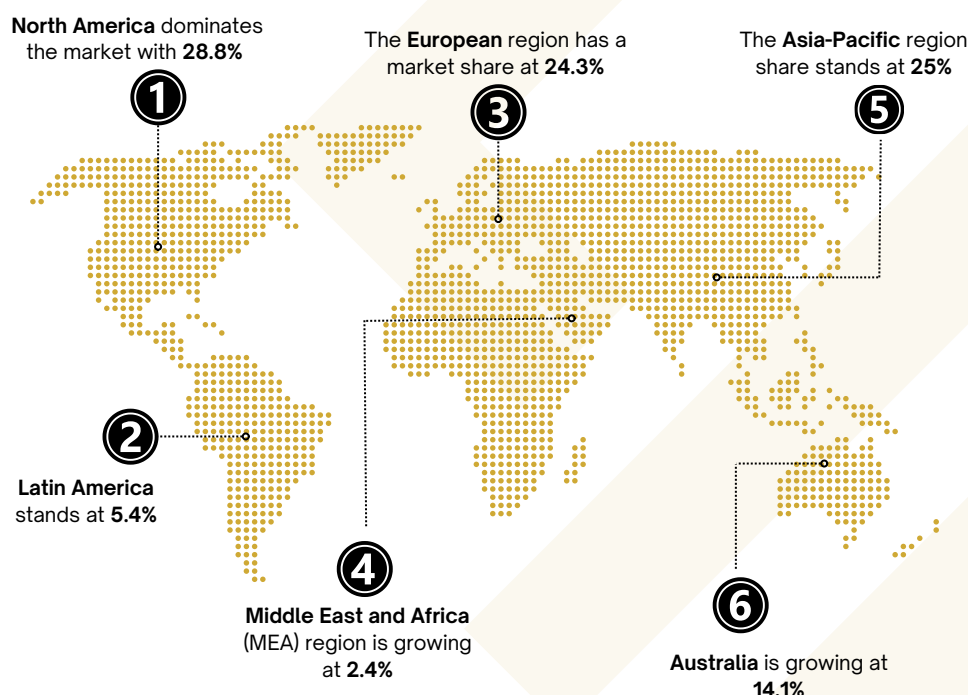 North America dominates
the market with 28.8%
1
The European region has a
market share at 24.3%
3
The Asia-Pacific region
share stands at 25%
5
2
Latin America
stands at 5.4%
4
Middle East and Africa
(MEA) region is growing
at 2.4%
6
Australia is growing at
14.1%